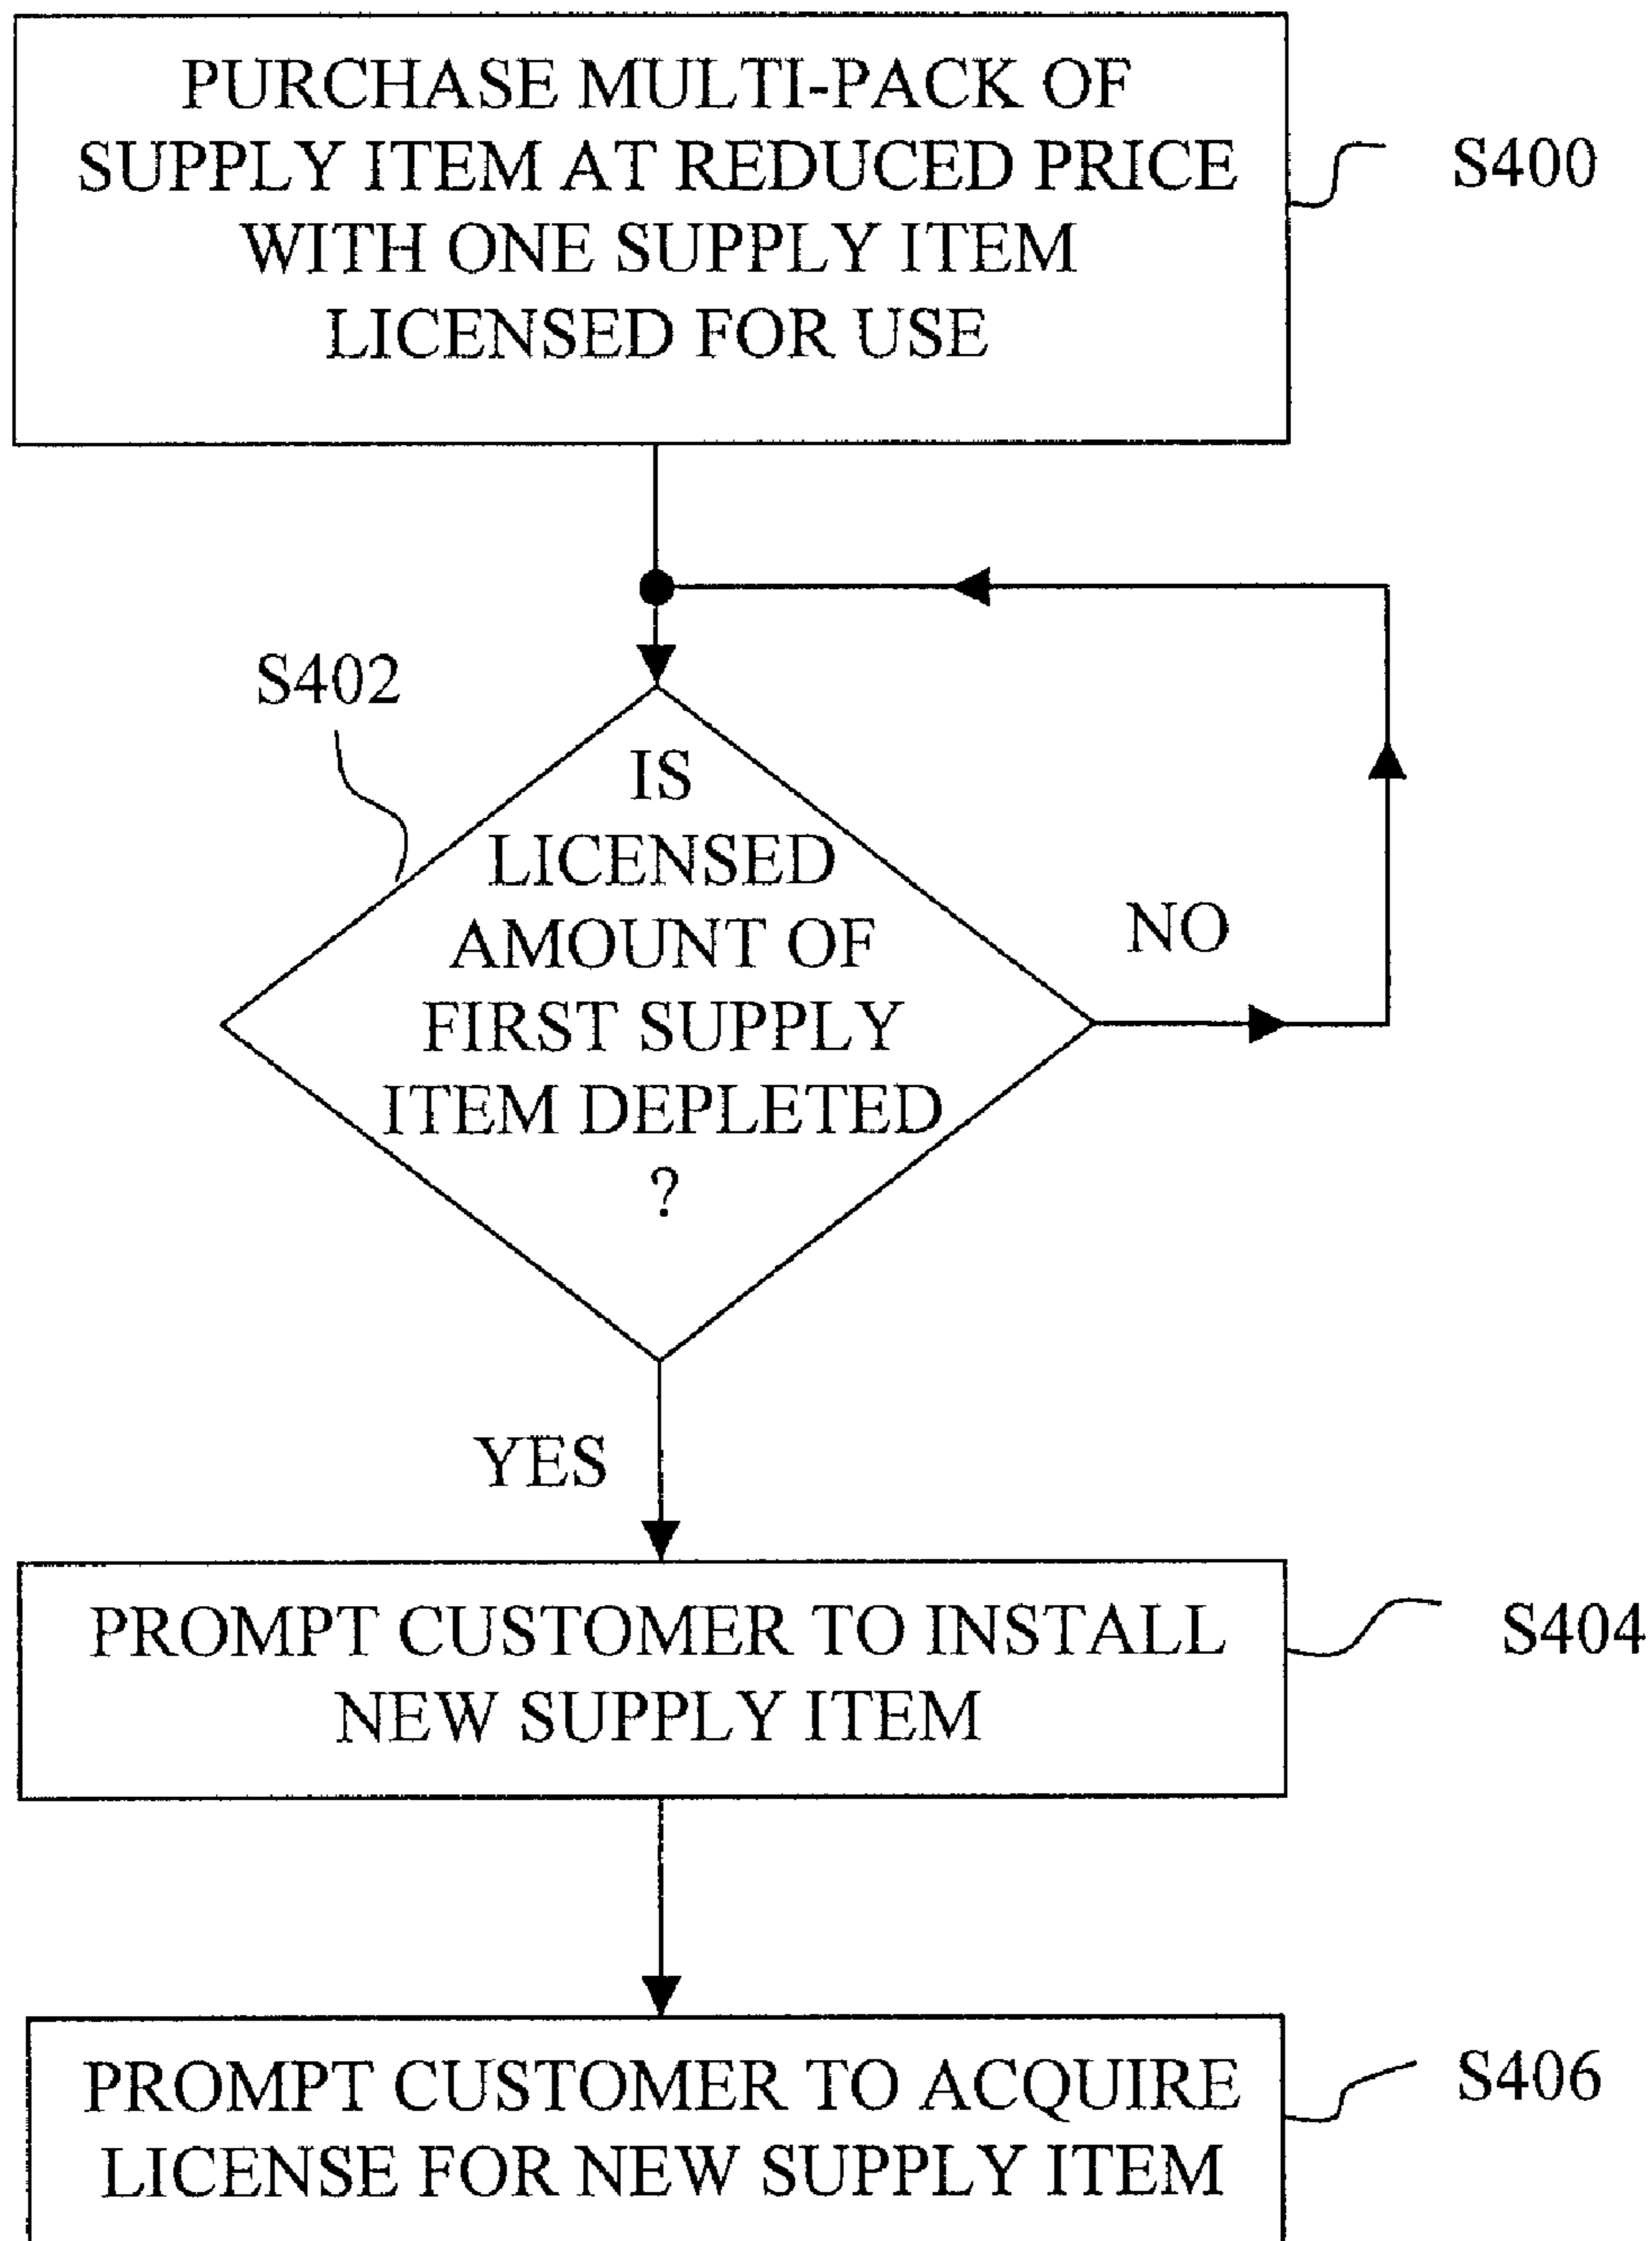 PURCHASE MULTI-PACK OF
SUPPLY ITEM AT REDUCED PRICE
WITH ONE SUPPLY ITEM
LICENSED FOR USE
S400
S402
IS
LICENSED
AMOUNT OF
FIRST SUPPLY
ITEM DEPLETED
?
NO
YES
PROMPT CUSTOMER TO INSTALL
NEW SUPPLY ITEM
S404
PROMPT CUSTOMER TO ACQUIRE
LICENSE FOR NEW SUPPLY ITEM
S406